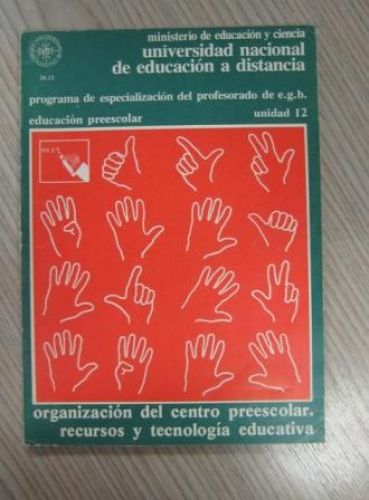 ministerio de educación y ciencia
universidad nacional
de educación a distancia
programa de especialización del profesorado de e.g.b.
educación preescolar
unidad 12
organización del centro preescolar.
recursos y tecnología educativa